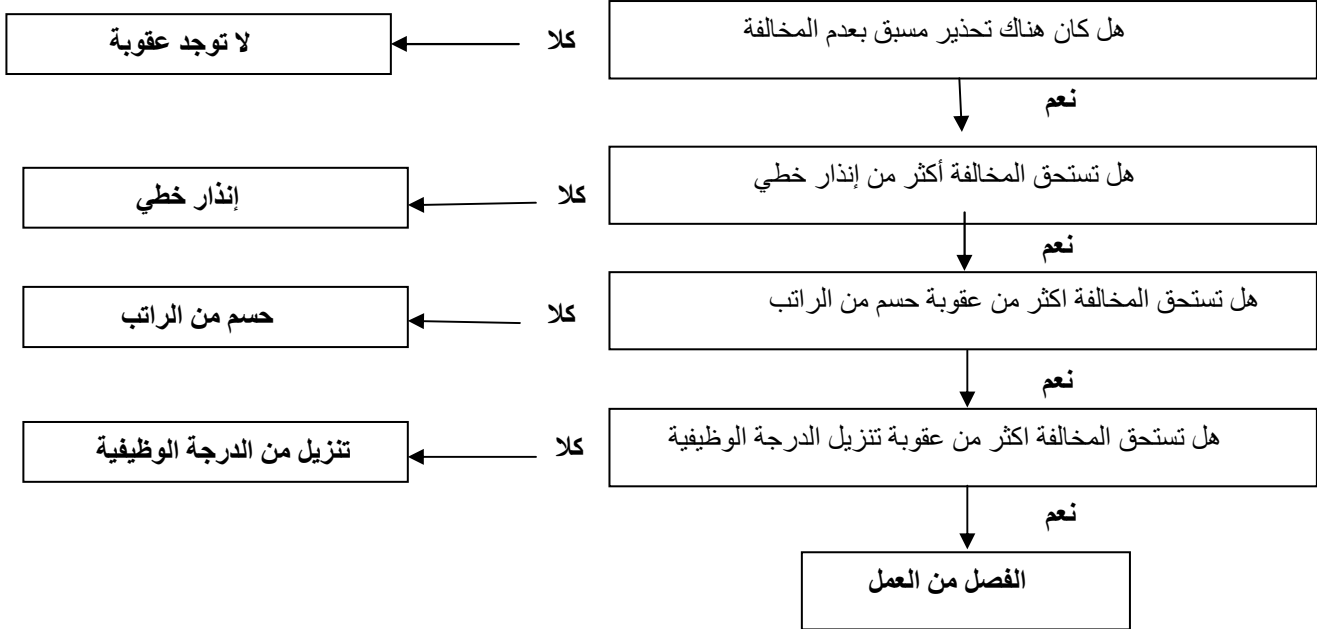 هل كان هناك تحذير مسبق بعدم المخالفة
كلا
لا توجد عقوبة
نعم
هل تستحق المخالفة أكثر من إنذار خطي
كلا
إنذار خطي
نعم
هل تستحق المخالفة اكثر من عقوبة حسم من الراتب
كلا
حسم من الراتب
نعم
هل تستحق المخالفة اكثر من عقوبة تنزيل الدرجة الوظيفية
كلا
تنزيل من الدرجة الوظيفية
نعم
الفصل من العمل